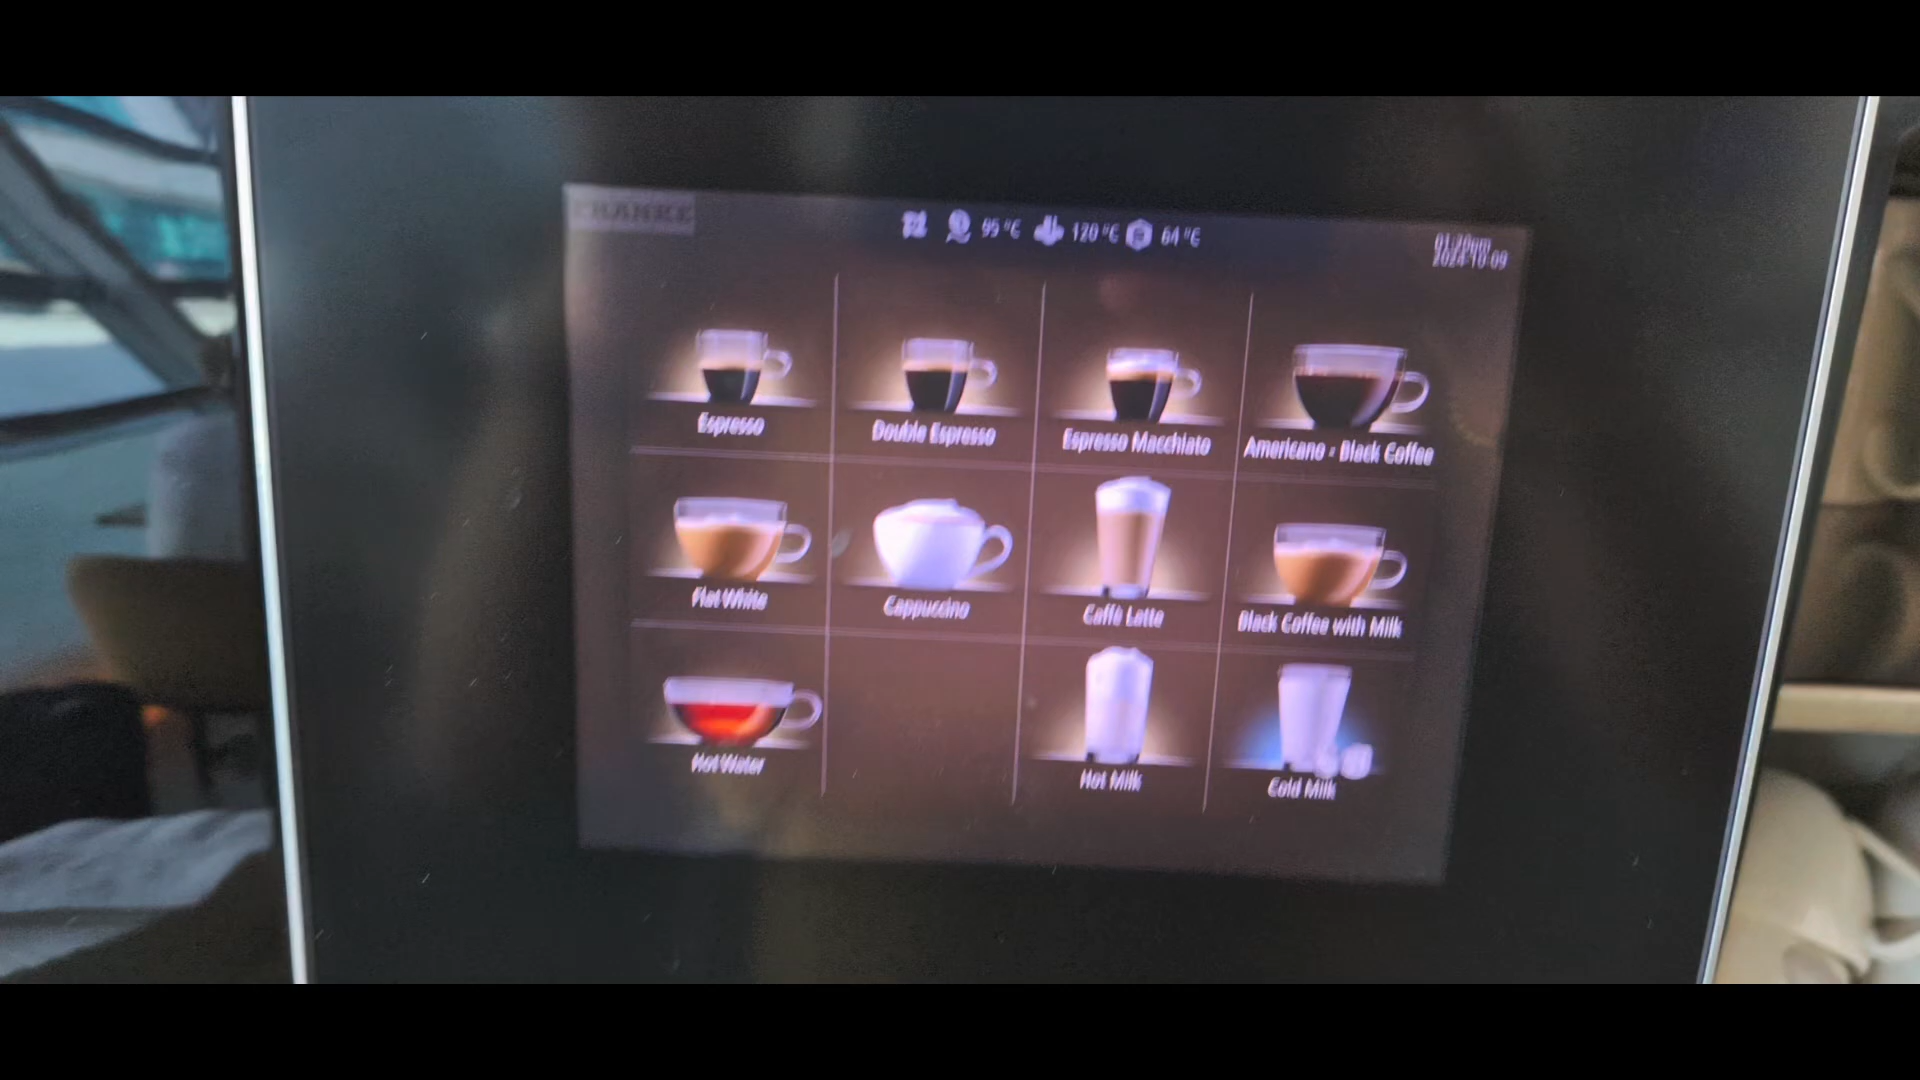 FRANKE
95 °C 120 °C 64 °C
2024-10-09
Espresso
Double Espresso
Espresso Macchiato
Americano - Black Coffee
Flat White
Cappuccino
Caffè Latte
Black Coffee with Milk
Hot Water
Hot Milk
Cold Milk